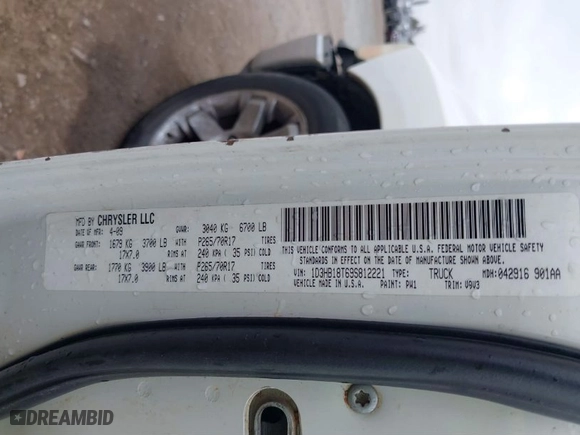 MFD BY CHRYSLER LLC
DATE OF MFR: 4-09 GVWR: 3040 KG - 6700 LB
GAWR FRONT: 1679 KG 3700 LB WITH P265/70R17 TIRES
17X7.0 RIMS AT 240 KPA ( 35 PSI) COLD
GAWR REAR: 1770 KG 3900 LB WITH P265/70R17 TIRES
17X7.0 RIMS AT 240 KPA ( 35 PSI) COLD
THIS VEHICLE CONFORMS TO ALL APPLICABLE U.S.A. FEDERAL MOTOR VEHICLE SAFETY
STANDARDS IN EFFECT ON THE DATE OF MANUFACTURE SHOWN ABOVE.
VIN: 1D3HB18T69S812221 TYPE: TRUCK MDH: 042916 901AA
VEHICLE MADE IN U.S.A. PAINT: PW1 TRIM: V9V3
DREAMBID